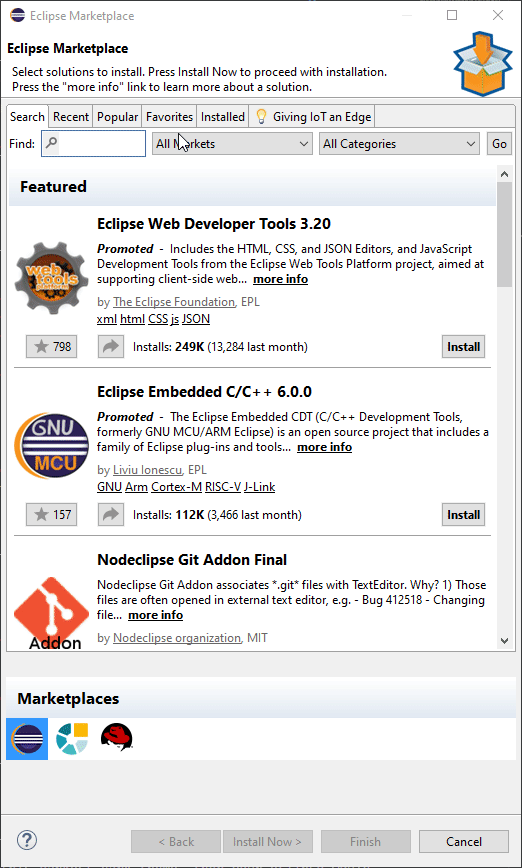 Eclipse Marketplace
Eclipse Marketplace
Select solutions to install. Press Install Now to proceed with installation.
Press the "more info" link to learn more about a solution.
Search Recent Popular Favorites Installed Giving IoT an Edge
Find: All Markets All Categories Go
Featured
Eclipse Web Developer Tools 3.20
Promoted - Includes the HTML, CSS, and JSON Editors, and JavaScript
Development Tools from the Eclipse Web Tools Platform project, aimed at
supporting client-side web... more info
web tools platform
by The Eclipse Foundation, EPL
xml html CSS js JSON
798 Installs: 249K (13,284 last month) Install
Eclipse Embedded C/C++ 6.0.0
Promoted - The Eclipse Embedded CDT (C/C++ Development Tools,
formerly GNU MCU/ARM Eclipse) is an open source project that includes a
family of Eclipse plug-ins and tools... more info
GNU
MCU
by Liviu Ionescu, EPL
GNU Arm Cortex-M RISC-V J-Link
157 Installs: 112K (3,466 last month) Install
Nodeclipse Git Addon Final
Nodeclipse Git Addon associates *.git* files with TextEditor. Why? 1) Those
files are often opened in external text editor, e.g. - Bug 412518 - Changing
file... more info
Addon
by Nodeclipse organization, MIT
Marketplaces
? < Back Install Now > Finish Cancel